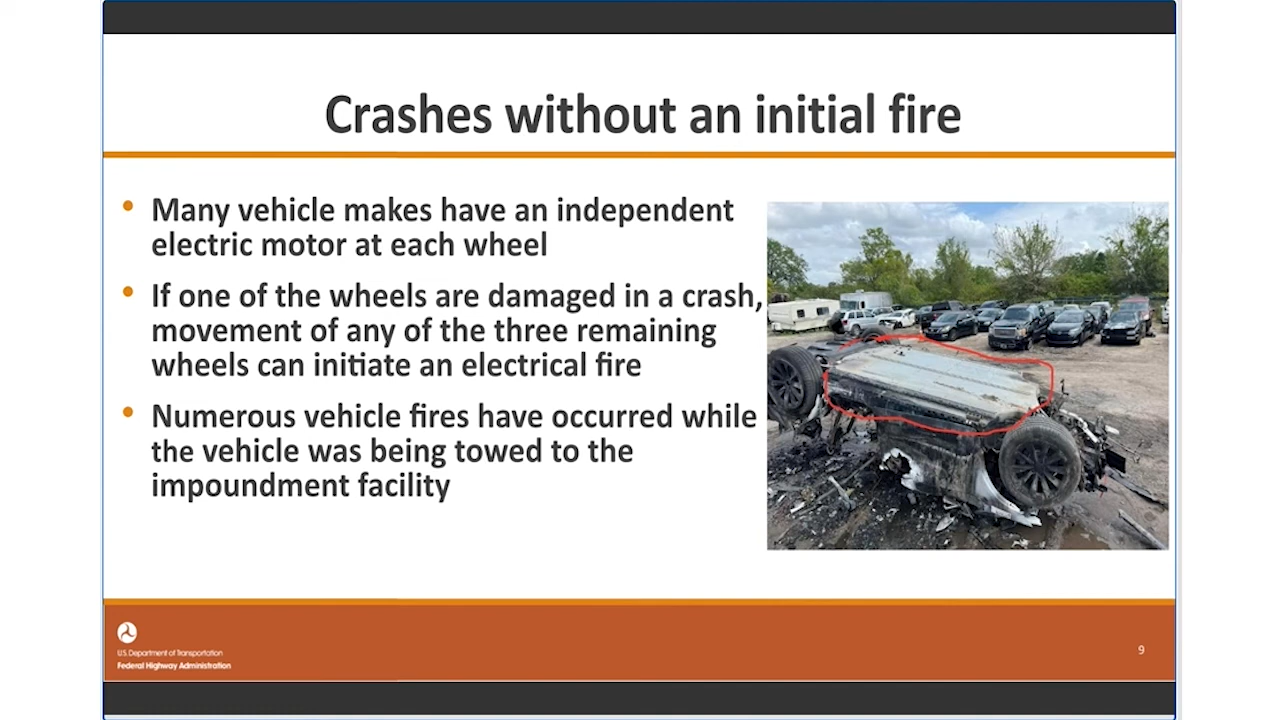 Crashes without an initial fire
• Many vehicle makes have an independent
electric motor at each wheel
• If one of the wheels are damaged in a crash,
movement of any of the three remaining
wheels can initiate an electrical fire
• Numerous vehicle fires have occurred while
the vehicle was being towed to the
impoundment facility
U.S. Department of Transportation
Federal Highway Administration
9